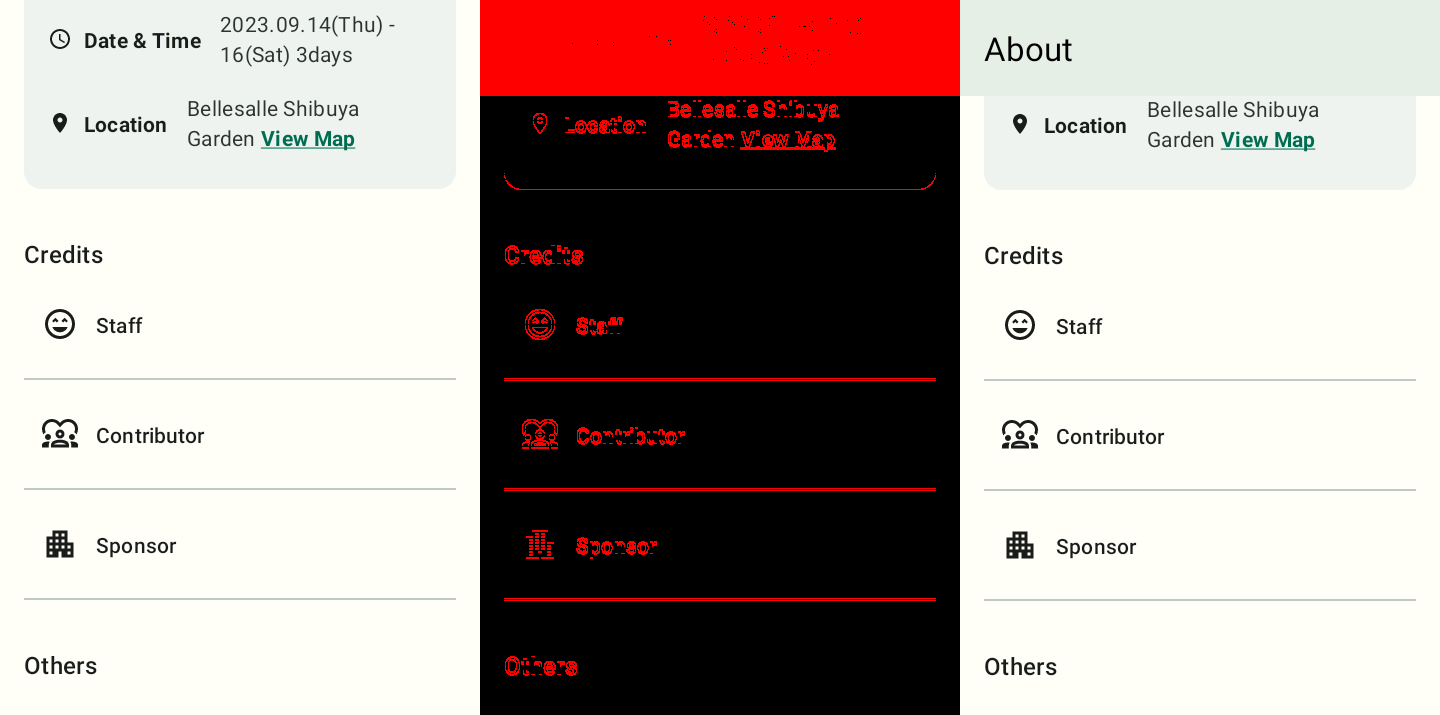 Date & Time
2023.09.14(Thu) -
16(Sat) 3days
Location
Bellesalle Shibuya
Garden View Map
Credits
Staff
Contributor
Sponsor
Others
Location
Bellesalle Shibuya
Garden View Map
Credits
Staff
Contributor
Sponsor
Others
About
Location
Bellesalle Shibuya
Garden View Map
Credits
Staff
Contributor
Sponsor
Others